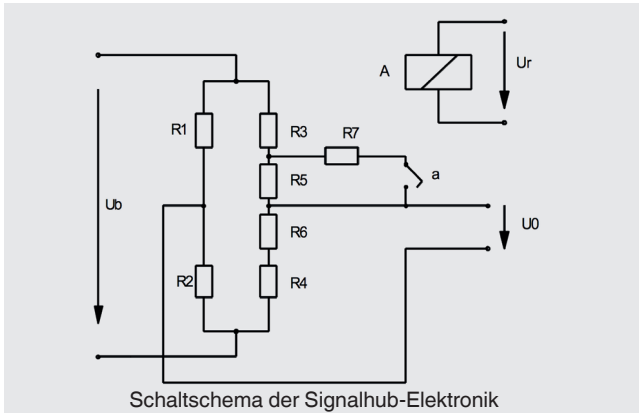 A
Ur
R1
R3
R7
R5
a
Ub
R6
U0
R2
R4
Schaltschema der Signalhub-Elektronik